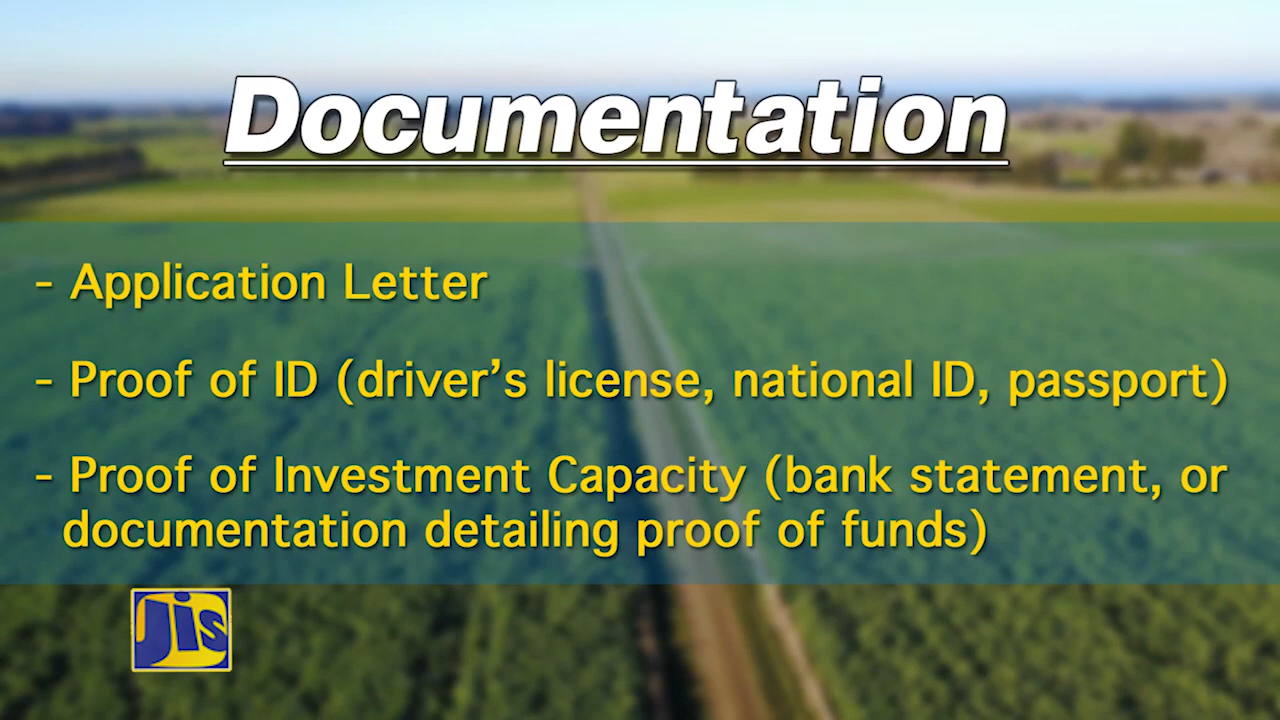 Documentation
- Application Letter
- Proof of ID (driver’s license, national ID, passport)
- Proof of Investment Capacity (bank statement, or
documentation detailing proof of funds)
Jis